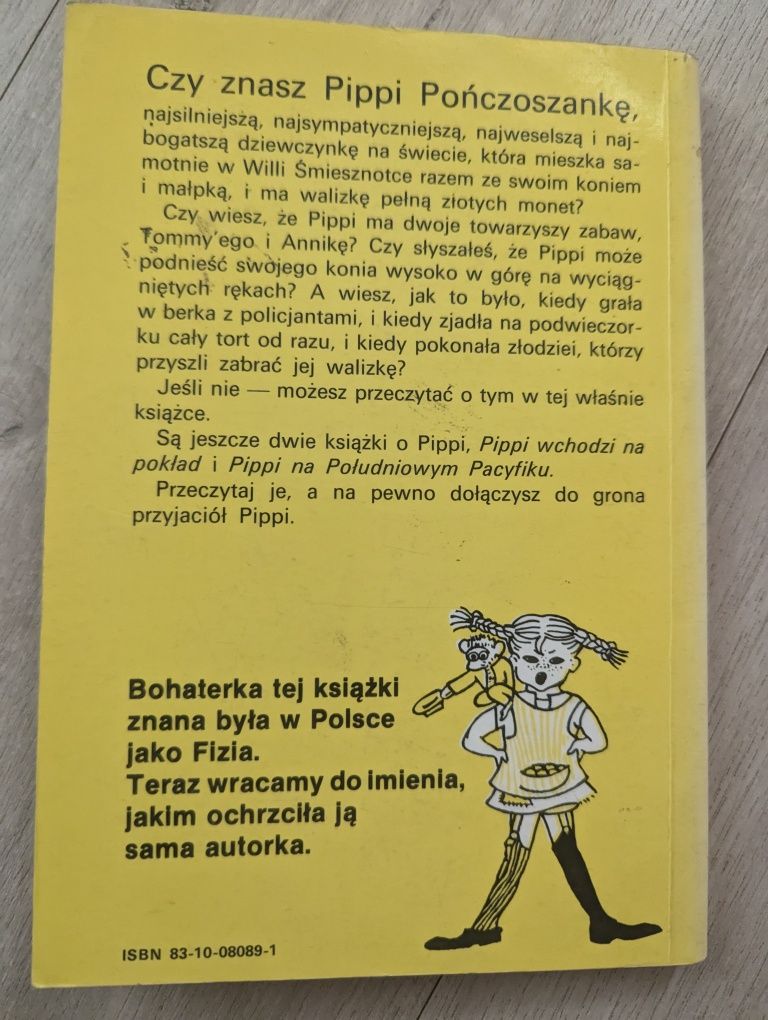 Czy znasz Pippi Pończoszankę,
najsilniejszą, najsympatyczniejszą, najweselszą i naj-
bogatszą dziewczynkę na świecie, która mieszka sa-
motnie w Willi Śmiesznotce razem ze swoim koniem
i małpką, i ma walizkę pełną złotych monet?
Czy wiesz, że Pippi ma dwoje towarzyszy zabaw,
Tommy'ego i Annikę? Czy słyszałeś, że Pippi może
podnieść swojego konia wysoko w górę na wyciąg-
niętych rękach? A wiesz, jak to było, kiedy grała
w berka z policjantami, i kiedy zjadła na podwieczor-
ku cały tort od razu, i kiedy pokonała złodziei, którzy
przyszli zabrać jej walizkę?
Jeśli nie — możesz przeczytać o tym w tej właśnie
książce.
Są jeszcze dwie książki o Pippi, Pippi wchodzi na
pokład i Pippi na Południowym Pacyfiku.
Przeczytaj je, a na pewno dołączysz do grona
przyjaciół Pippi.
Bohaterka tej książki
znana była w Polsce
jako Fizia.
Teraz wracamy do imienia,
jakim ochrzciła ją
sama autorka.
ISBN 83-10-08089-1